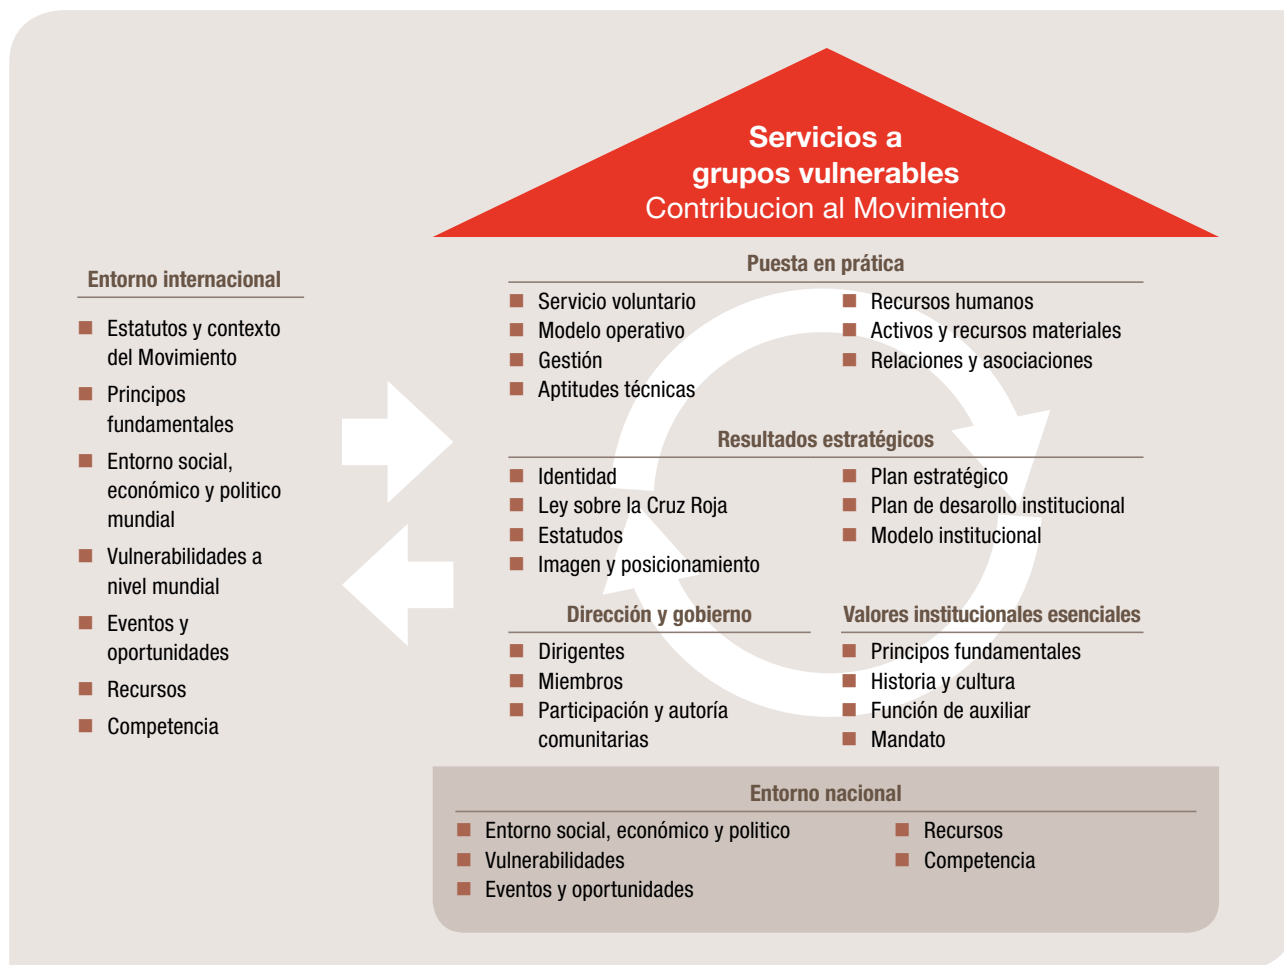 Servicios a
grupos vulnerables
Contribucion al Movimiento
Entorno internacional
Estatutos y contexto
del Movimiento
Principos
fundamentales
Entorno social,
económico y politico
mundial
Vulnerabilidades a
nivel mundial
Eventos y
oportunidades
Recursos
Competencia
Puesta en prática
Servicio voluntario
Modelo operativo
Gestión
Aptitudes técnicas
Recursos humanos
Activos y recursos materiales
Relaciones y asociaciones
Resultados estratégicos
Identidad
Ley sobre la Cruz Roja
Estatudos
Imagen y posicionamiento
Plan estratégico
Plan de desarollo institucional
Modelo institucional
Dirección y gobierno
Dirigentes
Miembros
Participación y autoría
comunitarias
Valores institucionales esenciales
Principos fundamentales
Historia y cultura
Función de auxiliar
Mandato
Entorno nacional
Entorno social, económico y politico
Vulnerabilidades
Eventos y oportunidades
Recursos
Competencia